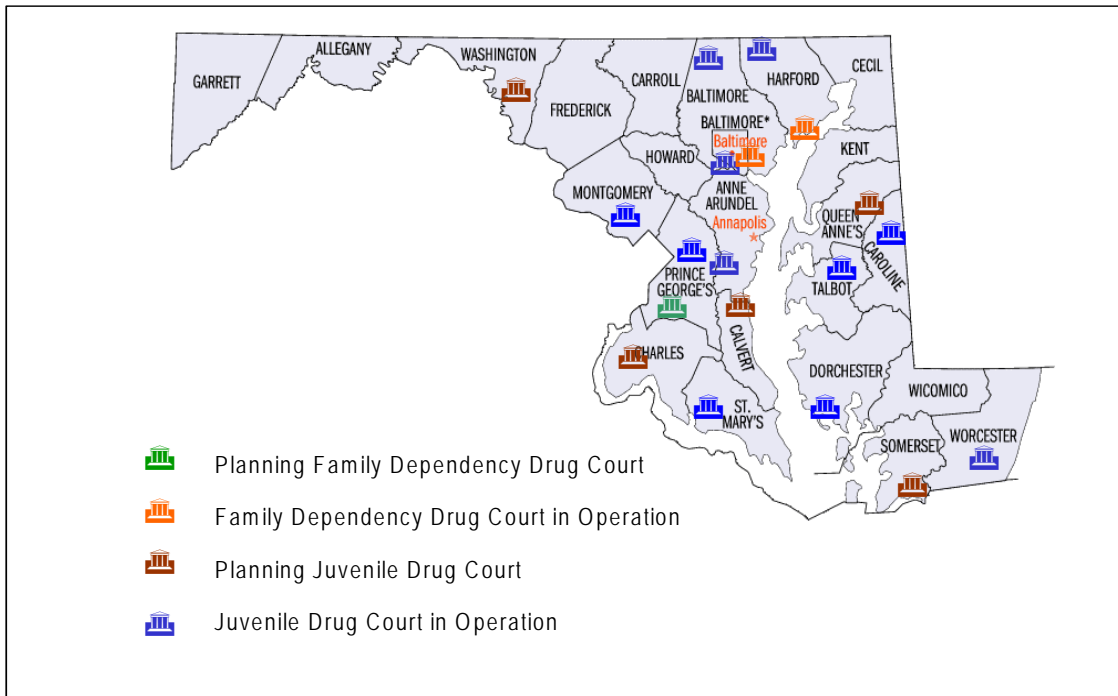 GARRETT
ALLEGANY
WASHINGTON
FREDERICK
CARROLL
BALTIMORE
HARFORD
CECIL
BALTIMORE*
Baltimore
HOWARD
KENT
MONTGOMERY
ANNE
ARUNDEL
Annapolis
*
QUEEN
ANNE'S
CAROLINE
TALBOT
PRINCE
GEORGE'S
CALVERT
CHARLES
DORCHESTER
WICOMICO
ST.
MARY'S
SOMERSET
WORCESTER
Planning Family Dependency Drug Court
Family Dependency Drug Court in Operation
Planning Juvenile Drug Court
Juvenile Drug Court in Operation